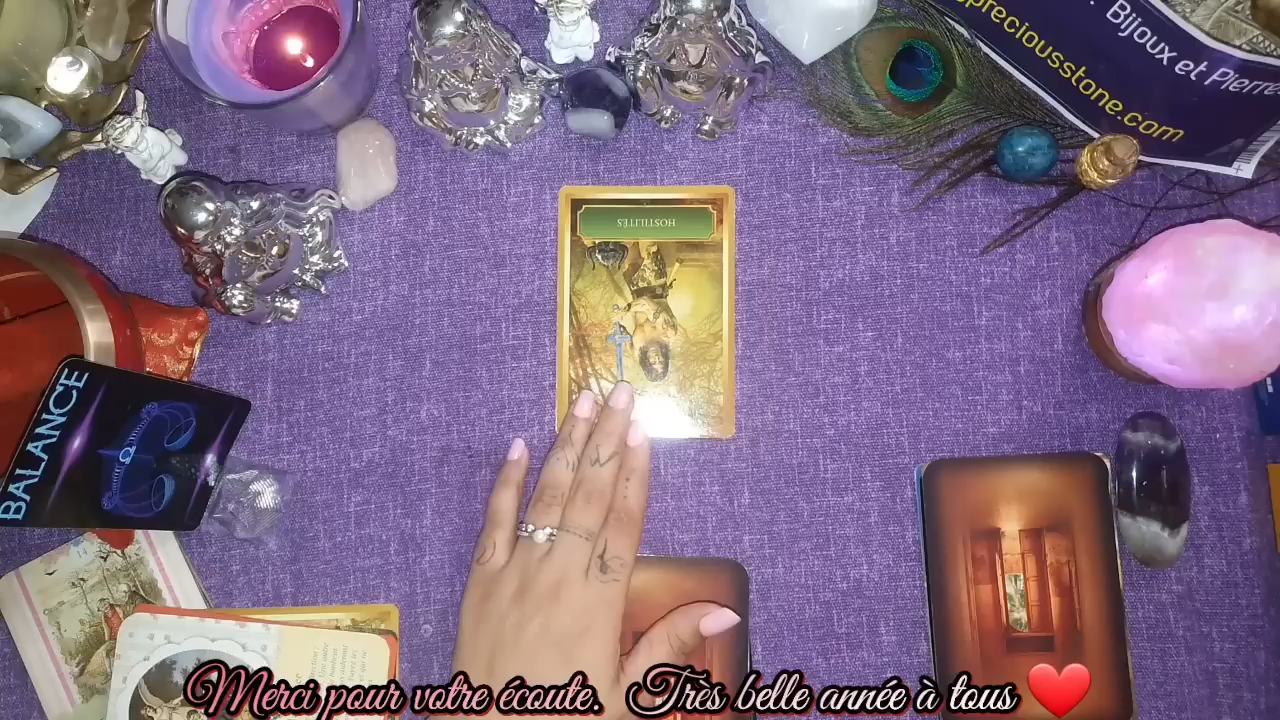 . Bijoux et Pierre
preciousstone.com
HOSTILITÉS
BALANCE
Merci pour votre écoute. Très belle année à tous ❤️